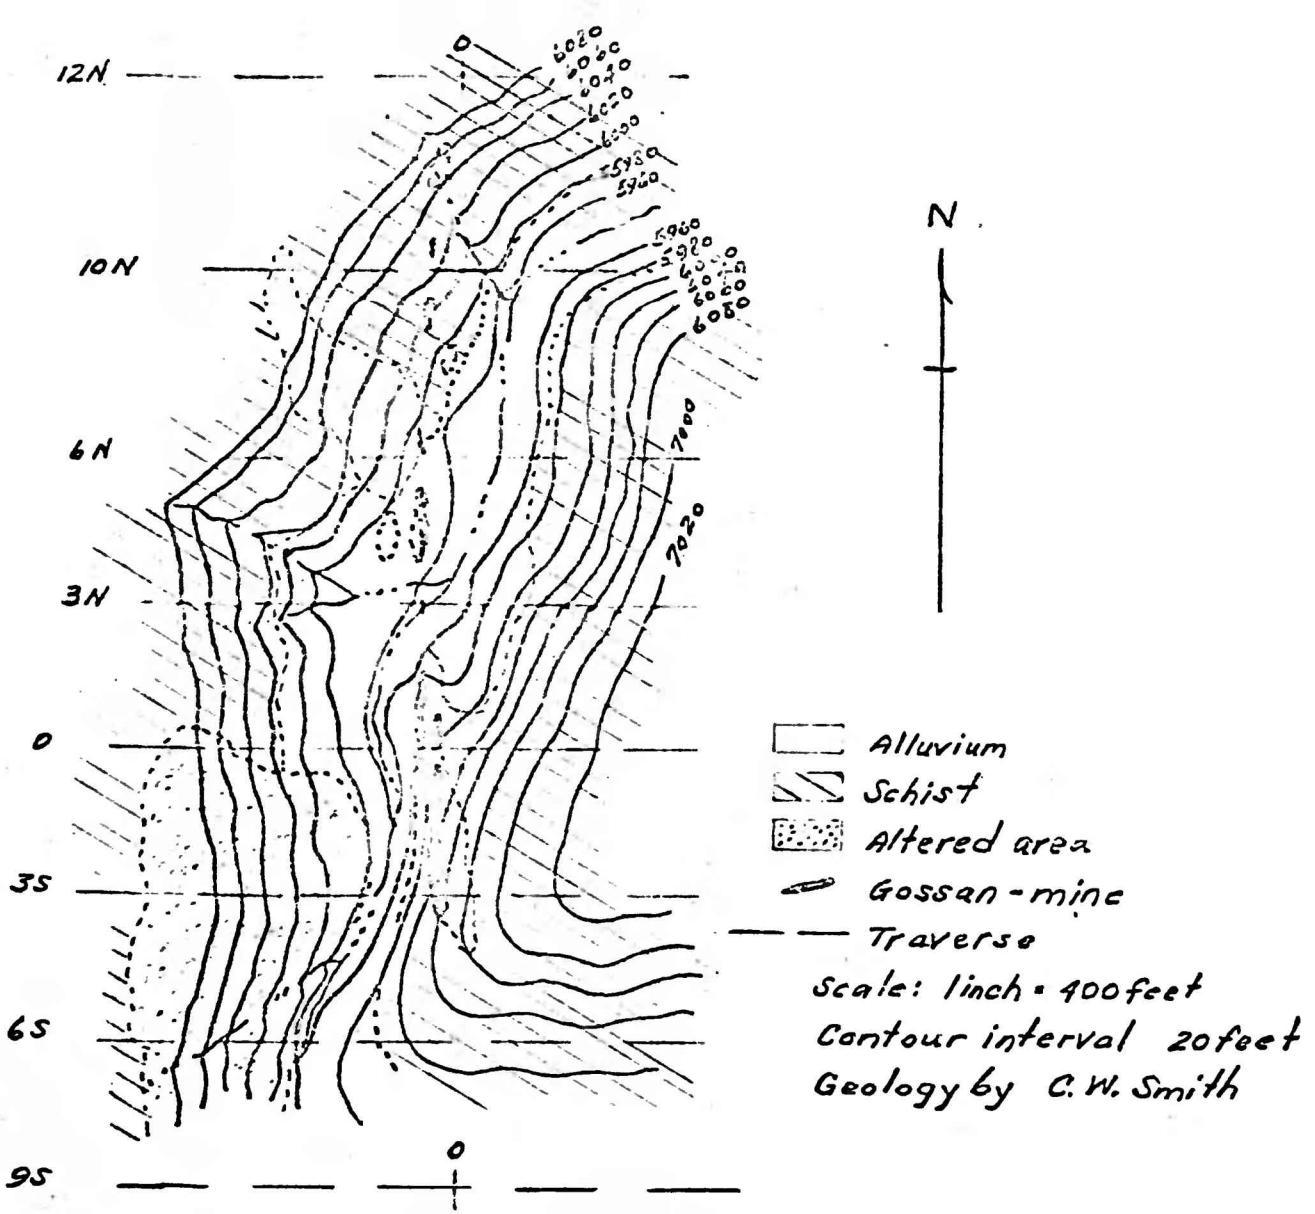 0
12N
6020
6060
6040
6020
6000
5980
5960
10N
5960
5980
6080
6N
7000
7020
3N
0
3S
6S
9S
0
N
Alluvium
Schist
Altered area
Gossan-mine
Traverse
Scale: 1inch = 400feet
Contour interval 20feet
Geology by C. W. Smith